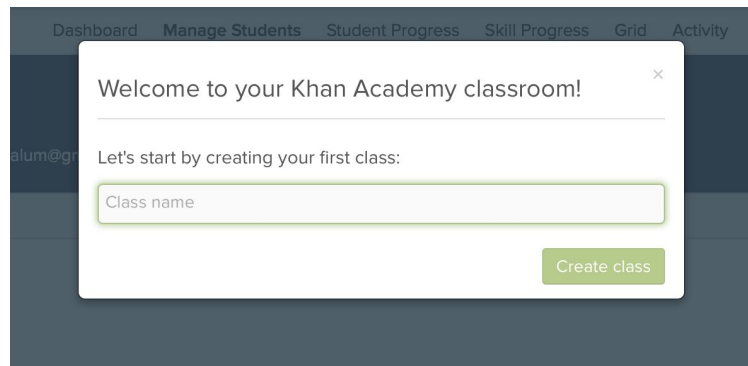 Dashboard Manage Students Student Progress Skill Progress Grid Activity
Welcome to your Khan Academy classroom!
×
Let's start by creating your first class:
Class name
Create class